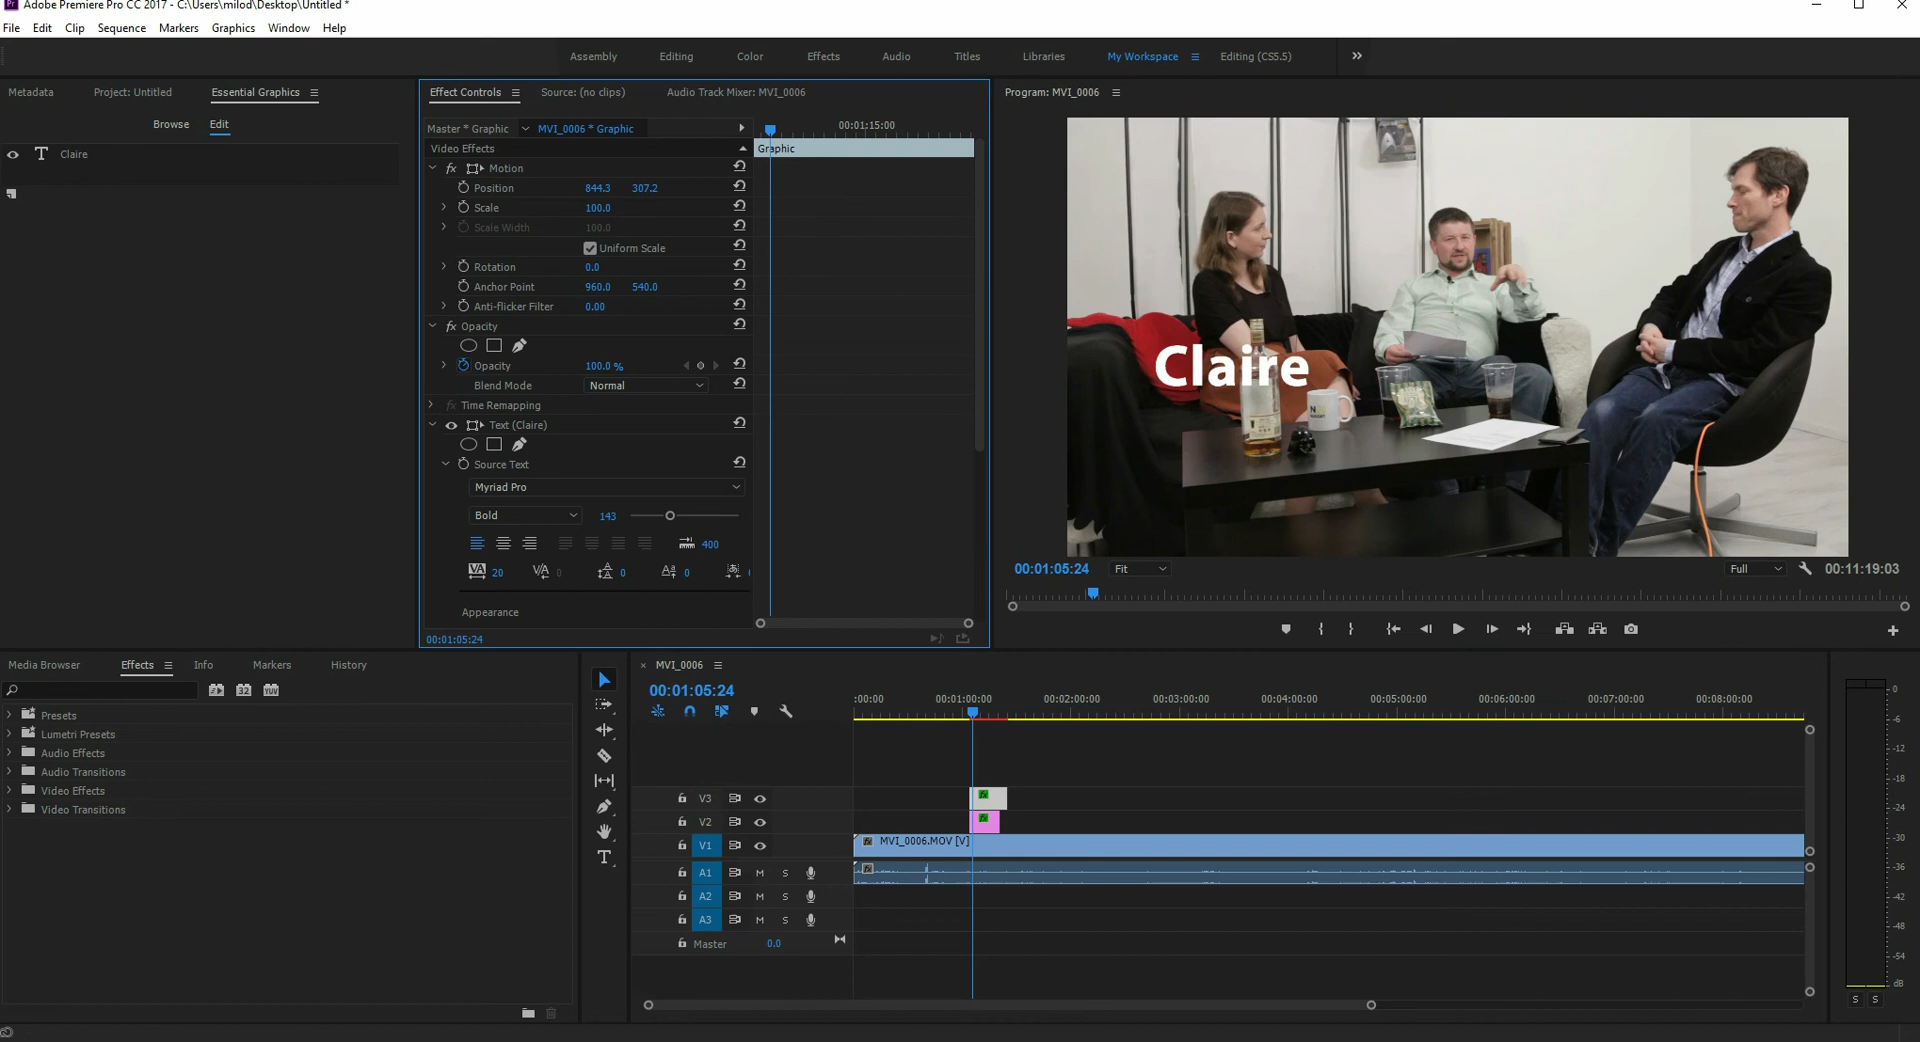 Adobe Premiere Pro CC 2017 - C:\Users\milod\Desktop\Untitled *
File Edit Clip Sequence Markers Graphics Window Help
Assembly Editing Color Effects Audio Titles Libraries My Workspace Editing (CS5.5)
Metadata Project: Untitled Essential Graphics
Browse Edit
Claire
Effect Controls Source: (no clips) Audio Track Mixer: MVI_0006
Master * Graphic MVI_0006 * Graphic 00:01:15:00
Video Effects Graphic
fx Motion
Position 844.3 307.2
Scale 100.0
Scale Width 100.0
Uniform Scale
Rotation 0.0
Anchor Point 960.0 540.0
Anti-flicker Filter 0.00
fx Opacity
Opacity 100.0 %
Blend Mode Normal
fx Time Remapping
Text (Claire)
Source Text
Myriad Pro
Bold 143
400
VA 20 V/A 0 0 0
Appearance
00:01:05:24
Program: MVI_0006
Claire
00:01:05:24 Fit Full 00:11:19:03
Media Browser Effects Info Markers History
32 YUV
Presets
Lumetri Presets
Audio Effects
Audio Transitions
Video Effects
Video Transitions
× MVI_0006
00:01:05:24
:00:00 00:01:00:00 00:02:00:00 00:03:00:00 00:04:00:00 00:05:00:00 00:06:00:00 00:07:00:00 00:08:00:00
V3 fx
V2 fx
V1 fx MVI_0006.MOV [V]
A1 M S fx
A2 M S
A3 M S
Master 0.0
0
-6
-12
-18
-24
-30
-36
-42
-48
-54
dB
S S